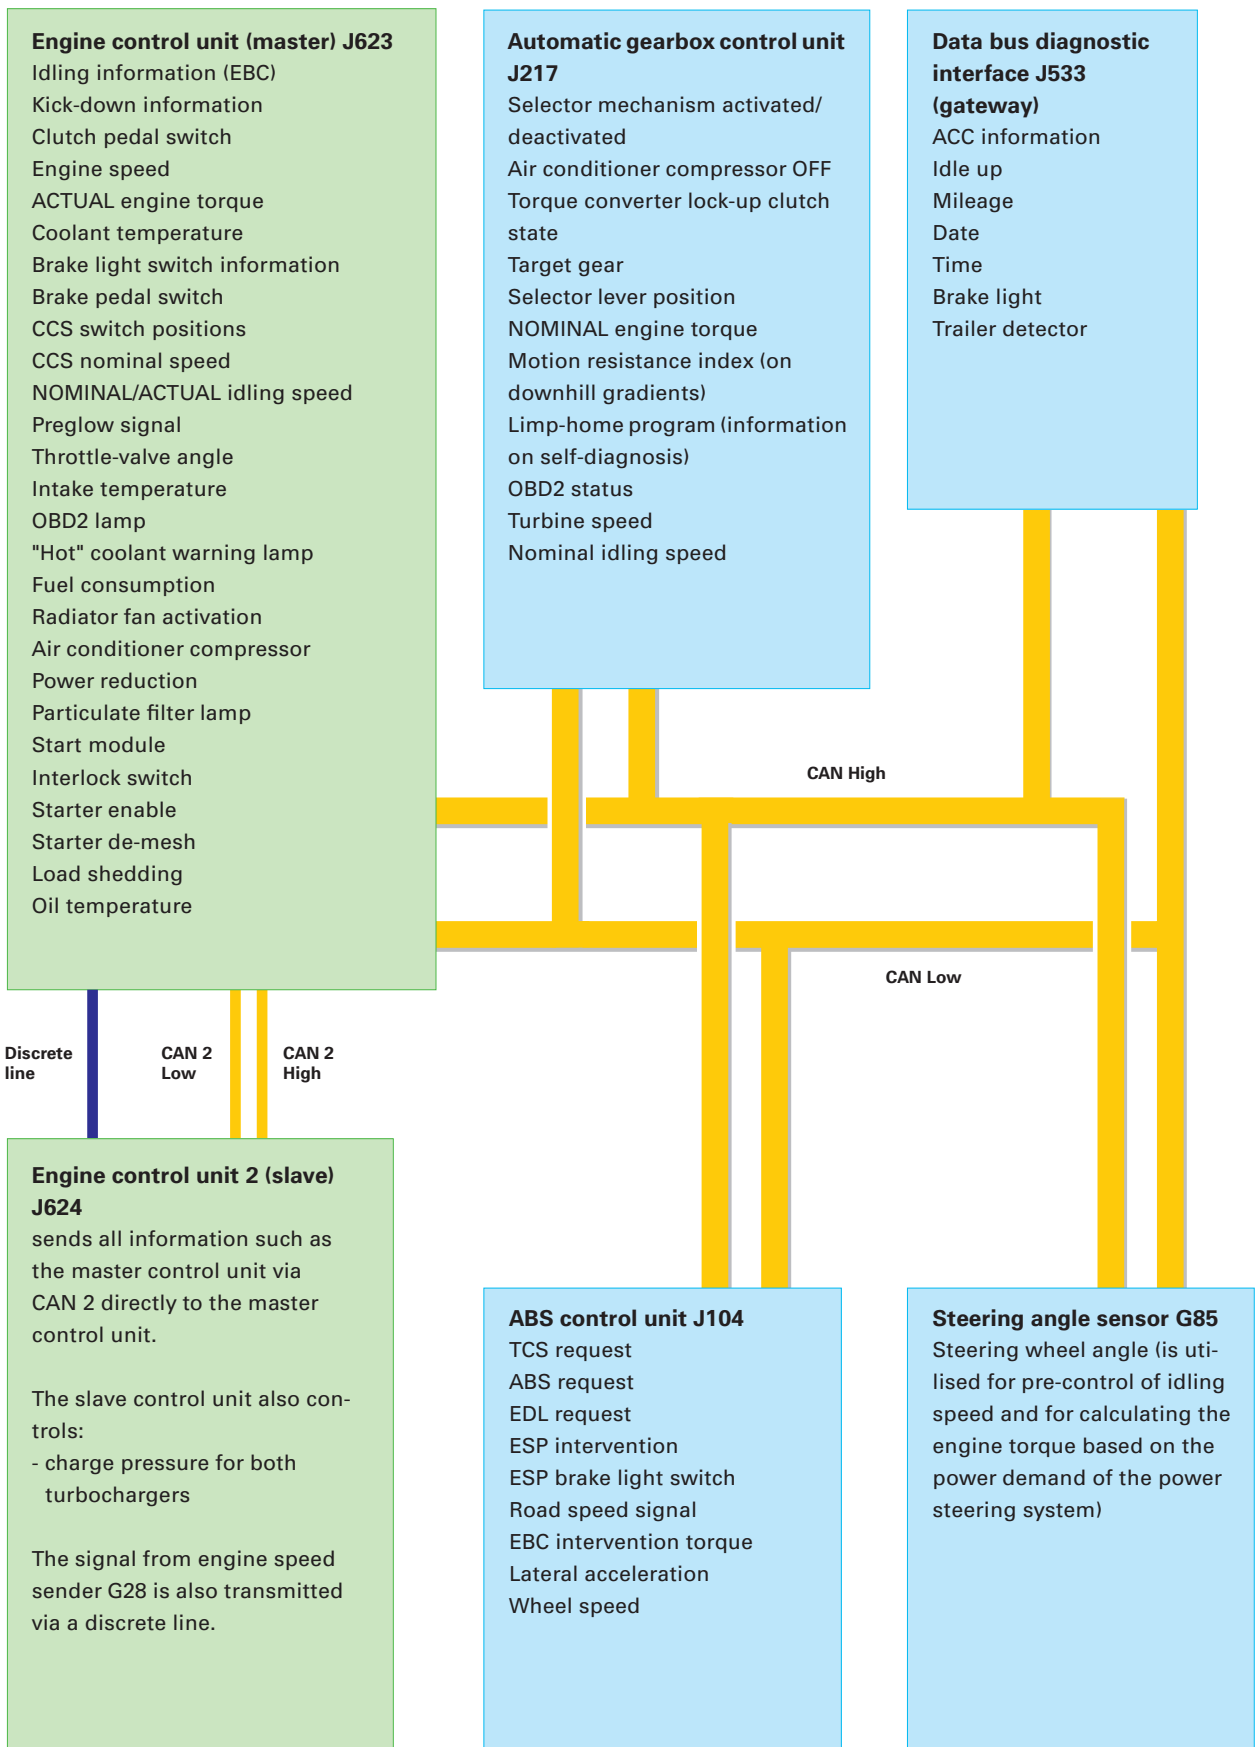 Engine control unit (master) J623
Idling information (EBC)
Kick-down information
Clutch pedal switch
Engine speed
ACTUAL engine torque
Coolant temperature
Brake light switch information
Brake pedal switch
CCS switch positions
CCS nominal speed
NOMINAL/ACTUAL idling speed
Preglow signal
Throttle-valve angle
Intake temperature
OBD2 lamp
"Hot" coolant warning lamp
Fuel consumption
Radiator fan activation
Air conditioner compressor
Power reduction
Particulate filter lamp
Start module
Interlock switch
Starter enable
Starter de-mesh
Load shedding
Oil temperature
Automatic gearbox control unit
J217
Selector mechanism activated/
deactivated
Air conditioner compressor OFF
Torque converter lock-up clutch
state
Target gear
Selector lever position
NOMINAL engine torque
Motion resistance index (on
downhill gradients)
Limp-home program (information
on self-diagnosis)
OBD2 status
Turbine speed
Nominal idling speed
Data bus diagnostic
interface J533
(gateway)
ACC information
Idle up
Mileage
Date
Time
Brake light
Trailer detector
CAN High
CAN Low
Discrete
line
CAN 2
Low
CAN 2
High
Engine control unit 2 (slave)
J624
sends all information such as
the master control unit via
CAN 2 directly to the master
control unit.
The slave control unit also con-
trols:
- charge pressure for both
turbochargers
The signal from engine speed
sender G28 is also transmitted
via a discrete line.
ABS control unit J104
TCS request
ABS request
EDL request
ESP intervention
ESP brake light switch
Road speed signal
EBC intervention torque
Lateral acceleration
Wheel speed
Steering angle sensor G85
Steering wheel angle (is uti-
lised for pre-control of idling
speed and for calculating the
engine torque based on the
power demand of the power
steering system)